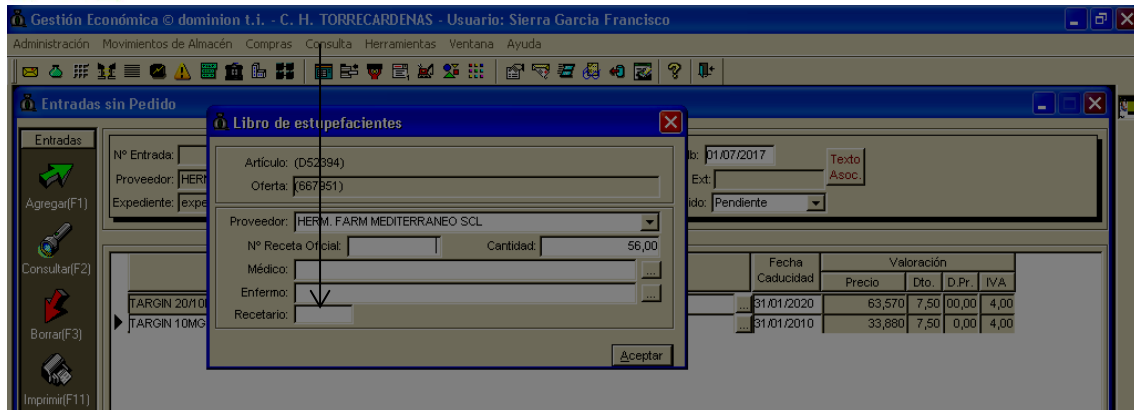 Gestión Económica © dominion t.i. - C. H. TORRECARDENAS - Usuario: Sierra Garcia Francisco
Administración Movimientos de Almacén Compras Consulta Herramientas Ventana Ayuda
Entradas sin Pedido
Entradas
Agregar(F1)
Consultar(F2)
Borrar(F3)
Imprimir(F11)
Nº Entrada:
Proveedor: HERM
Expediente: expe
Libro de estupefacientes
Artículo: (D52394)
Oferta: (667951)
Proveedor: HERM. FARM MEDITERRANEO SCL
Nº Receta Oficial: Cantidad: 56,00
Médico: ...
Enfermo: ...
Recetario:
Aceptar
lb: 01/07/2017
Ext:
ido: Pendiente
Texto
Asoc.
Fecha
Caducidad
Valoración
Precio Dto. D.Pr. IVA
TARGIN 20/10 ... 31/01/2020 63,570 7,50 00,00 4,00
TARGIN 10MG ... 31/01/2010 33,880 7,50 0,00 4,00